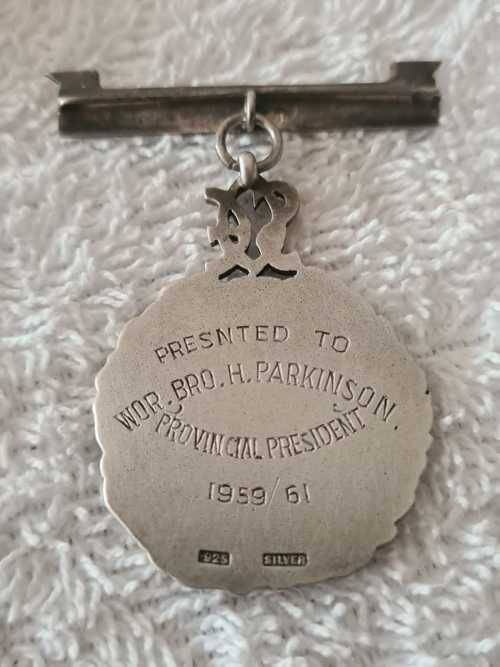 PRESNTED TO
WOR. BRO. H. PARKINSON.
PROVINCIAL PRESIDENT
1959/61
.925 SILVER